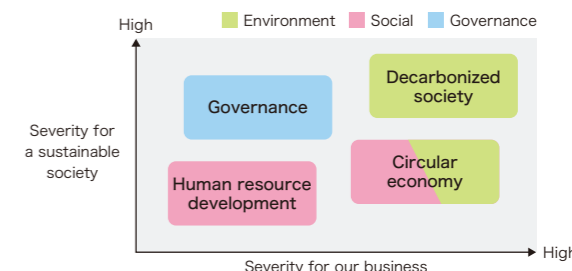 High
Environment Social Governance
Decarbonized
society
Governance
Severity for
a sustainable
society
Circular
economy
Human resource
development
High
Severity for our business